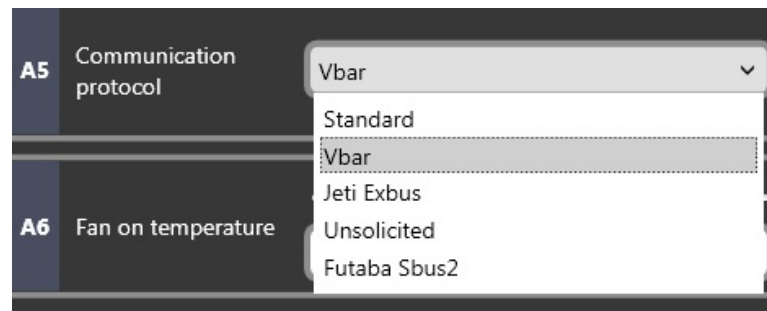 A5
Communication
protocol
Vbar
Standard
Vbar
Jeti Exbus
A6
Fan on temperature
Unsolicited
Futaba Sbus2